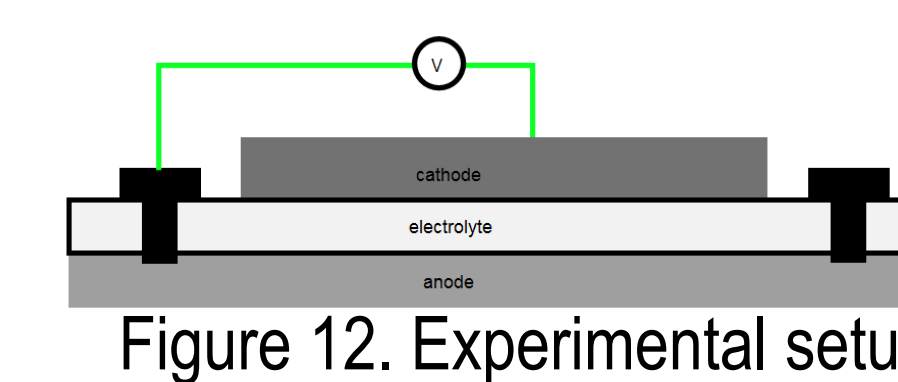 V
cathode
electrolyte
anode
Figure 12. Experimental setu